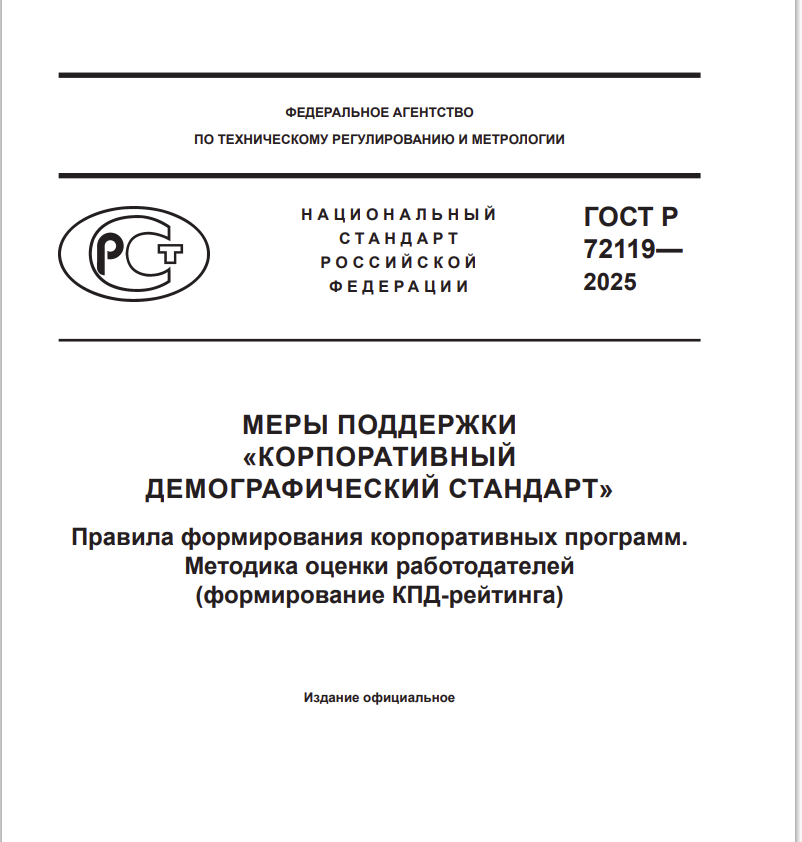 ФЕДЕРАЛЬНОЕ АГЕНТСТВО
ПО ТЕХНИЧЕСКОМУ РЕГУЛИРОВАНИЮ И МЕТРОЛОГИИ
РСТ
НАЦИОНАЛЬНЫЙ
СТАНДАРТ
РОССИЙСКОЙ
ФЕДЕРАЦИИ
ГОСТ Р
72119—
2025
МЕРЫ ПОДДЕРЖКИ
«КОРПОРАТИВНЫЙ
ДЕМОГРАФИЧЕСКИЙ СТАНДАРТ»
Правила формирования корпоративных программ.
Методика оценки работодателей
(формирование КПД-рейтинга)
Издание официальное